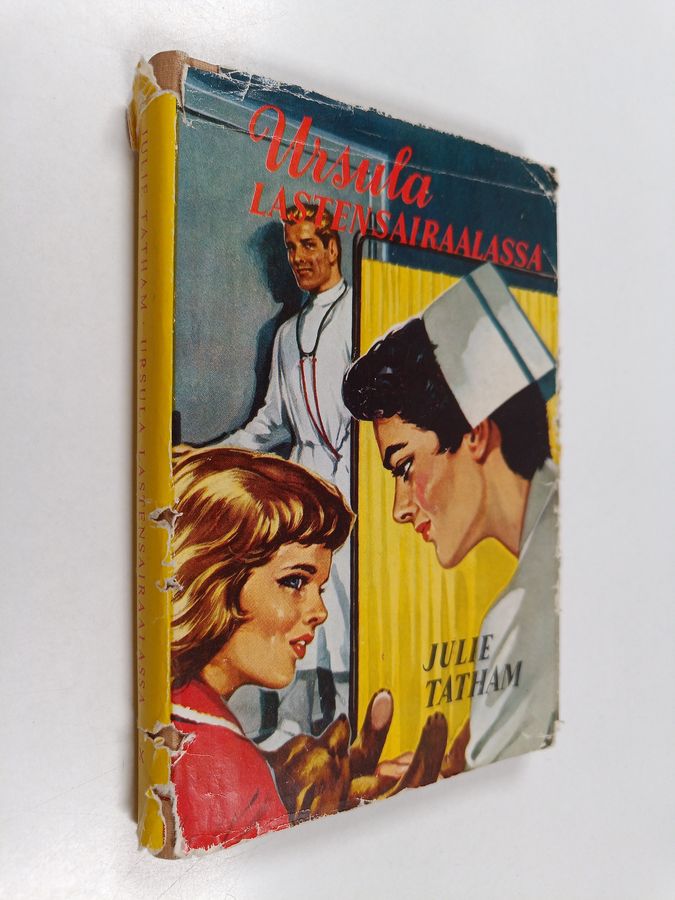 Ursula
LASTENSAIRAALASSA
JULIE
TATHAM
JULIE TATHAM · URSULA LASTENSAIRAALASSA X